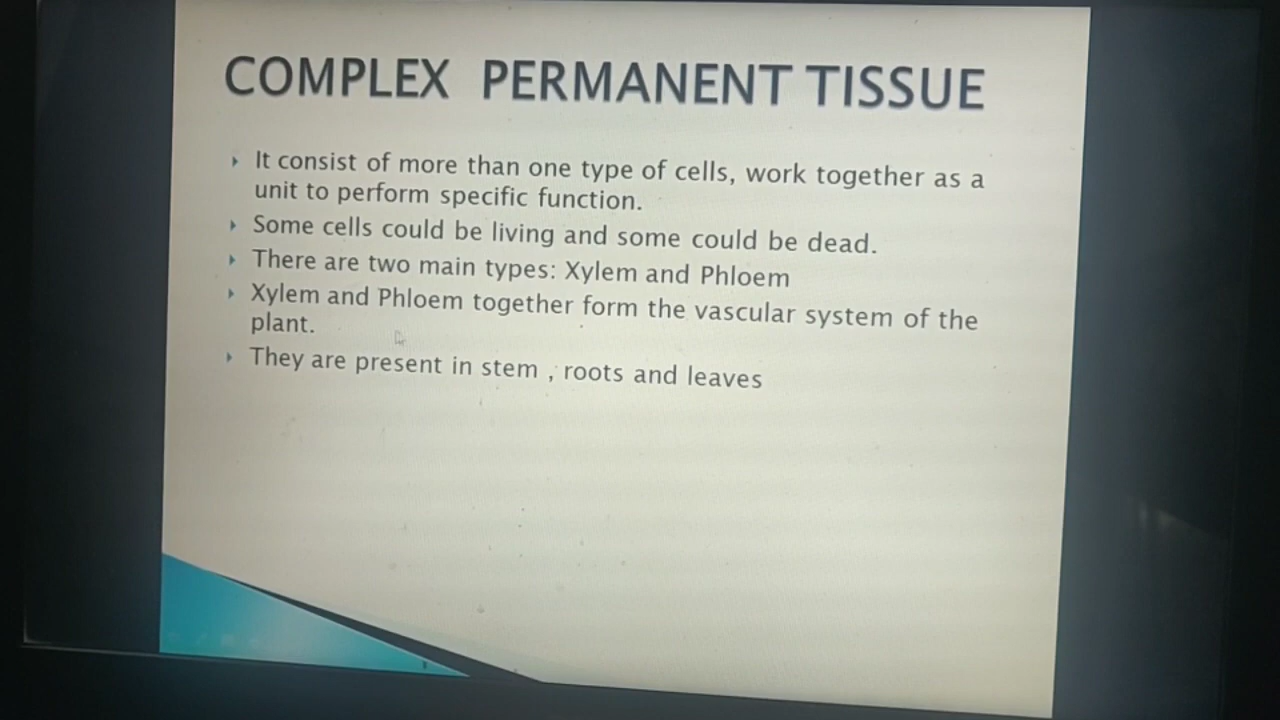 COMPLEX PERMANENT TISSUE
It consist of more than one type of cells, work together as a
unit to perform specific function.
Some cells could be living and some could be dead.
There are two main types: Xylem and Phloem
Xylem and Phloem together form the vascular system of the
plant.
They are present in stem , roots and leaves